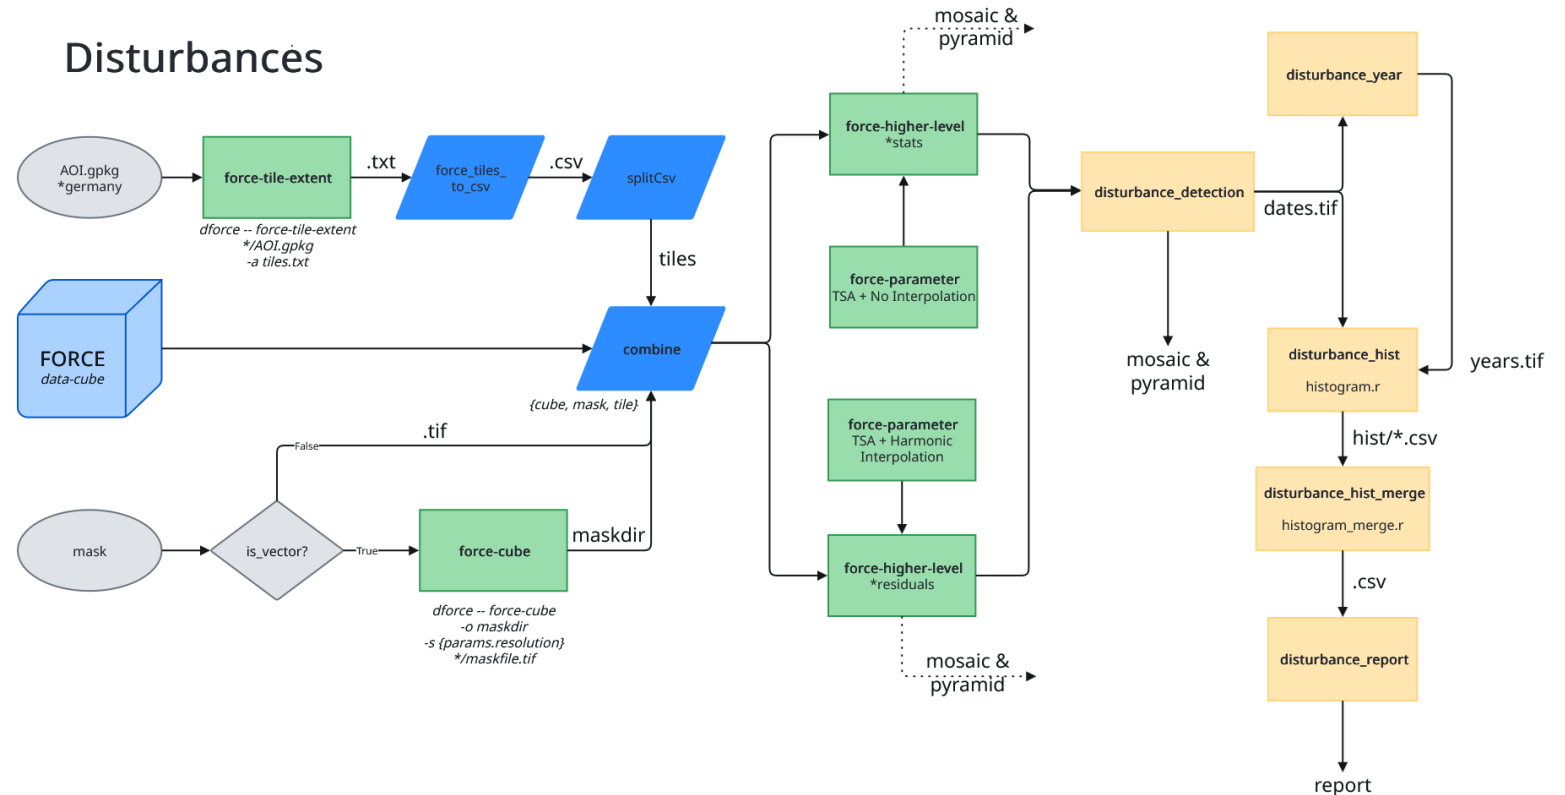 Disturbances
AOI.gpkg
*germany
force-tile-extent
dforce -- force-tile-extent
*/AOI.gpkg
-a tiles.txt
.txt
force_tiles_
to_csv
.csv
splitCsv
tiles
FORCE
data-cube
combine
{cube, mask, tile}
.tif
False
mask
is_vector?
True
force-cube
maskdir
dforce -- force-cube
-o maskdir
-s {params.resolution}
*/maskfile.tif
mosaic &
pyramid
force-higher-level
*stats
force-parameter
TSA + No Interpolation
force-parameter
TSA + Harmonic
Interpolation
force-higher-level
*residuals
mosaic &
pyramid
disturbance_detection
mosaic &
pyramid
dates.tif
disturbance_year
years.tif
disturbance_hist
histogram.r
hist/*.csv
disturbance_hist_merge
histogram_merge.r
.csv
disturbance_report
report